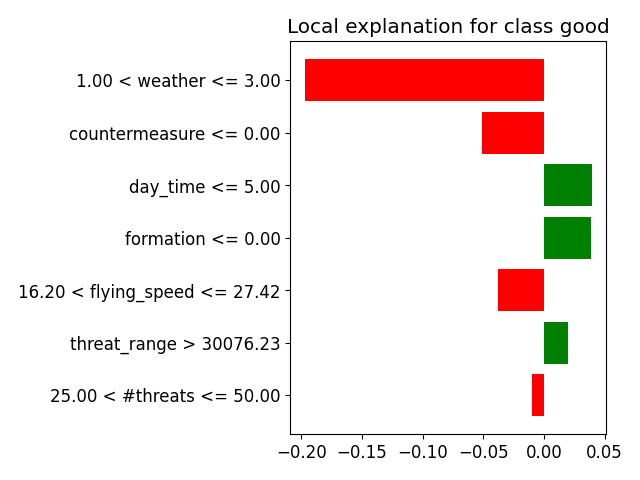 Local explanation for class good
1.00 < weather <= 3.00
countermeasure <= 0.00
day_time <= 5.00
formation <= 0.00
16.20 < flying_speed <= 27.42
threat_range > 30076.23
25.00 < #threats <= 50.00
−0.20 −0.15 −0.10 −0.05 0.00 0.05